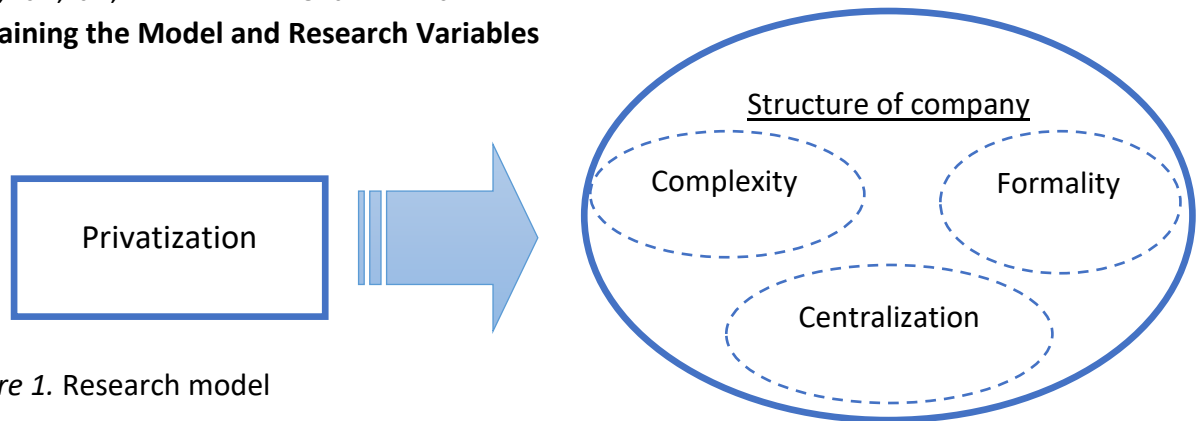 aining the Model and Research Variables
Structure of company
Complexity
Formality
Privatization
Centralization
re 1. Research model